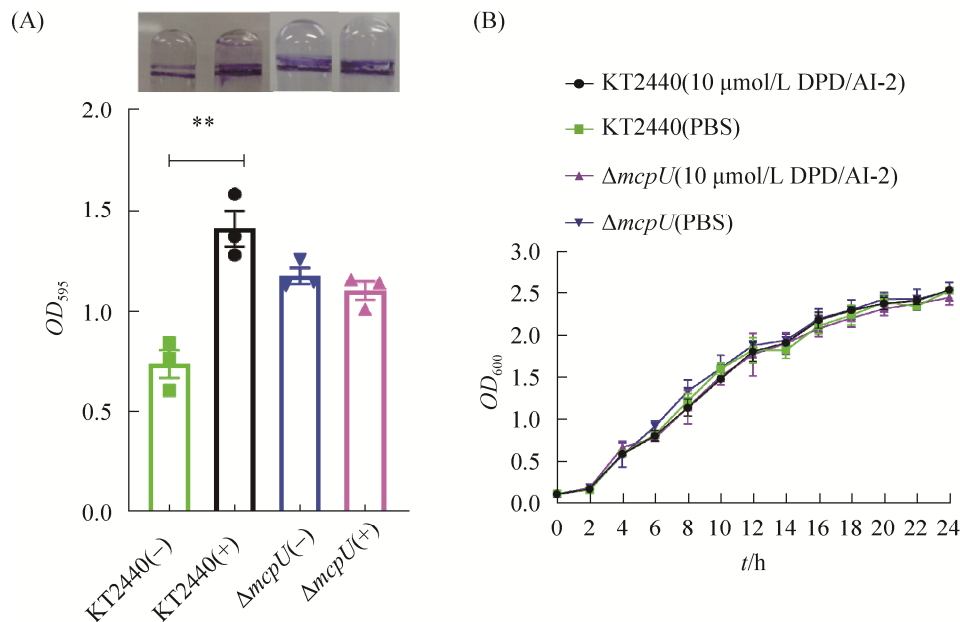 (A)
2.0
1.5
1.0
0.5
0.0
OD595
**
KT2440(−)
KT2440(+)
ΔmcpU(−)
ΔmcpU(+)
(B)
KT2440(10 μmol/L DPD/AI-2)
KT2440(PBS)
ΔmcpU(10 μmol/L DPD/AI-2)
ΔmcpU(PBS)
3.0
2.5
2.0
1.5
1.0
0.5
0.0
OD600
0 2 4 6 8 10 12 14 16 18 20 22 24
t/h